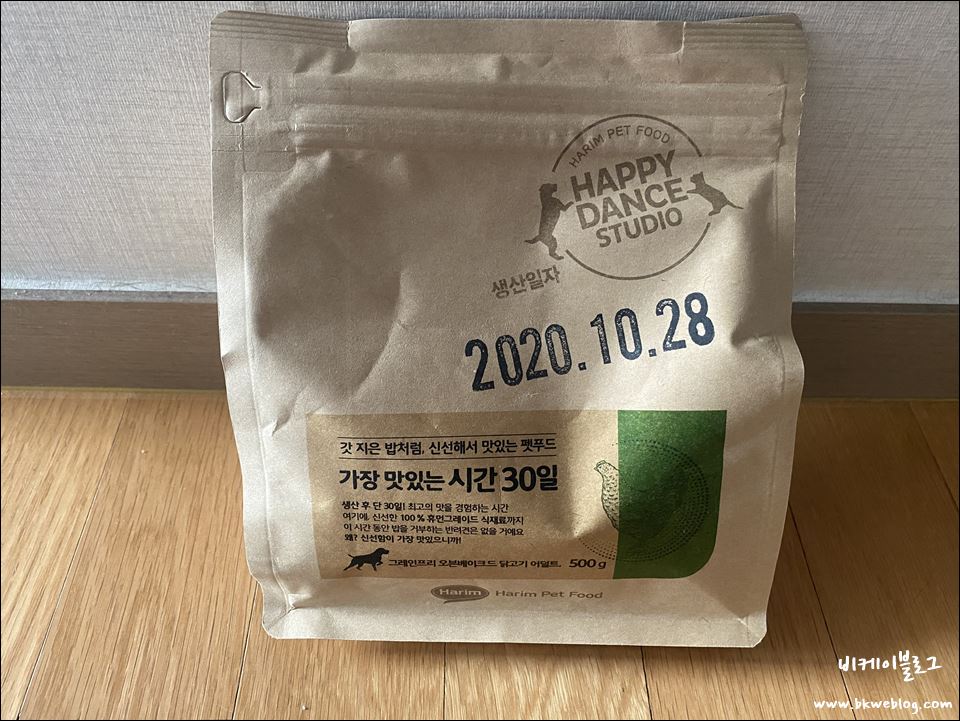 HARIM PET FOOD
HAPPY
DANCE
STUDIO
생산일자
2020.10.28
갓 지은 밥처럼, 신선해서 맛있는 펫푸드
가장 맛있는 시간 30일
생산 후 단 30일! 최고의 맛을 경험하는 시간
여기에, 신선한 100% 휴먼그레이드 식재료까지
이 시간 동안 밥을 거부하는 반려견은 없을 거예요
왜? 신선함이 가장 맛있으니까!
그레인프리 오븐베이크드 닭고기 어덜트. 500 g
Harim Harim Pet Food
비케이블로그
www.bkweblog.com